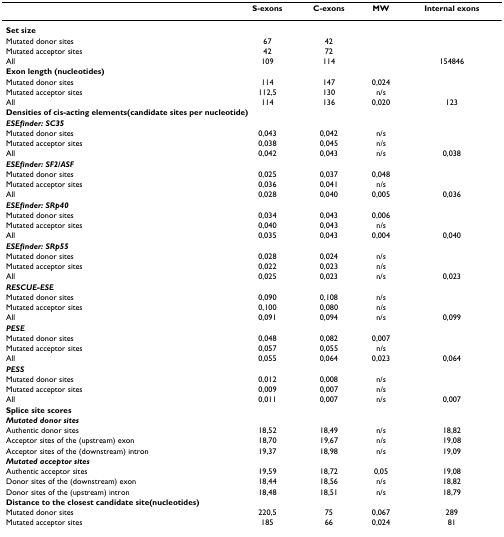 S-exons C-exons MW Internal exons
Set size
Mutated donor sites 67 42
Mutated acceptor sites 42 72
All 109 114 154846
Exon length (nucleotides)
Mutated donor sites 114 147 0,024
Mutated acceptor sites 112,5 130 n/s
All 114 136 0,020 123
Densities of cis-acting elements(candidate sites per nucleotide)
ESEfinder: SC35
Mutated donor sites 0,043 0,042 n/s
Mutated acceptor sites 0,038 0,045 n/s
All 0,042 0,043 n/s 0,038
ESEfinder: SF2/ASF
Mutated donor sites 0,025 0,037 0,048
Mutated acceptor sites 0,036 0,041 n/s
All 0,028 0,040 0,005 0,036
ESEfinder: SRp40
Mutated donor sites 0,034 0,043 0,006
Mutated acceptor sites 0,040 0,043 n/s
All 0,035 0,043 0,004 0,040
ESEfinder: SRp55
Mutated donor sites 0,028 0,024 n/s
Mutated acceptor sites 0,022 0,023 n/s
All 0,025 0,023 n/s 0,023
RESCUE-ESE
Mutated donor sites 0,090 0,108 n/s
Mutated acceptor sites 0,100 0,080 n/s
All 0,091 0,094 n/s 0,099
PESE
Mutated donor sites 0,048 0,082 0,007
Mutated acceptor sites 0,057 0,055 n/s
All 0,055 0,064 0,023 0,064
PESS
Mutated donor sites 0,012 0,008 n/s
Mutated acceptor sites 0,009 0,007 n/s
All 0,011 0,007 n/s 0,007
Splice site scores
Mutated donor sites
Authentic donor sites 18,52 18,49 n/s 18,82
Acceptor sites of the (upstream) exon 18,70 19,67 n/s 19,08
Acceptor sites of the (downstream) intron 19,37 18,98 n/s 19,09
Mutated acceptor sites
Authentic acceptor sites 19,59 18,72 0,05 19,08
Donor sites of the (downstream) exon 18,44 18,56 n/s 18,82
Donor sites of the (upstream) intron 18,48 18,51 n/s 18,79
Distance to the closest candidate site(nucleotides)
Mutated donor sites 220,5 75 0,067 289
Mutated acceptor sites 185 66 0,024 81